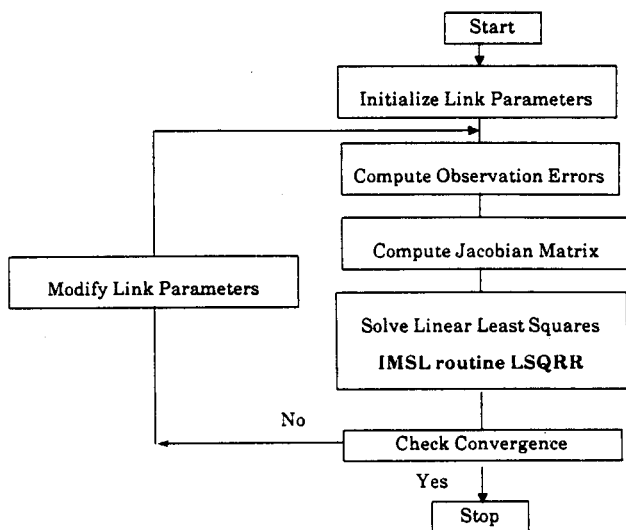 Start
Initialize Link Parameters
Compute Observation Errors
Compute Jacobian Matrix
Modify Link Parameters
Solve Linear Least Squares
IMSL routine LSQRR
No
Check Convergence
Yes
Stop